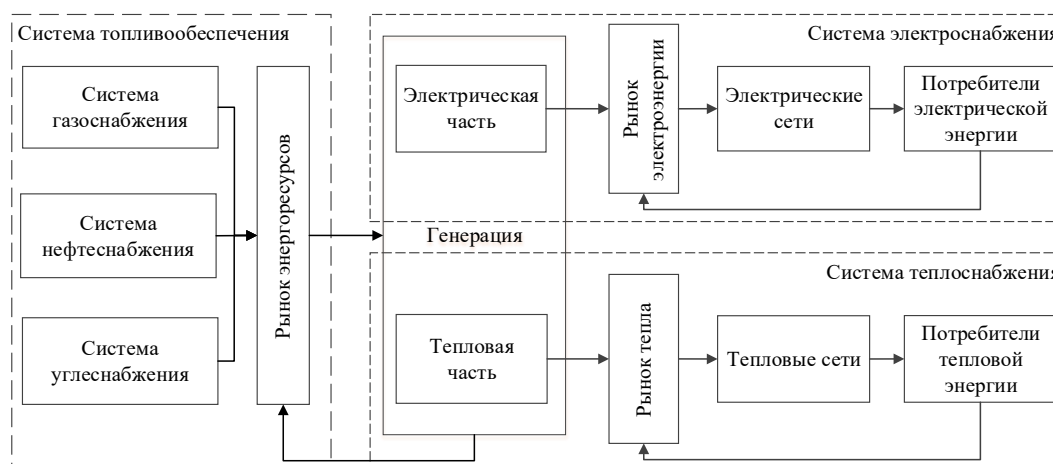 Система топливообеспечения
Система
газоснабжения
Система
нефтеснабжения
Система
углеснабжения
Рынок энергоресурсов
Генерация
Система электроснабжения
Электрическая
часть
Рынок
электроэнергии
Электрические
сети
Потребители
электрической
энергии
Система теплоснабжения
Тепловая
часть
Рынок тепла
Тепловые сети
Потребители
тепловой
энергии